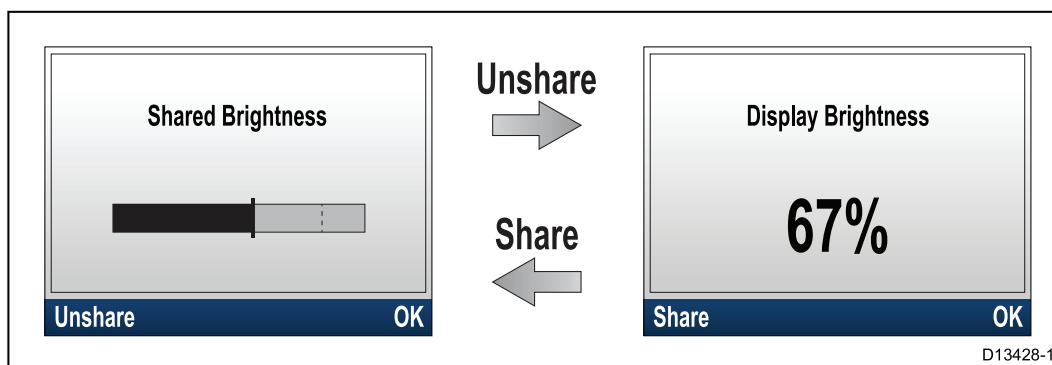 Shared Brightness
Unshare OK
Unshare
Share
Display Brightness
67%
Share OK
D13428-1